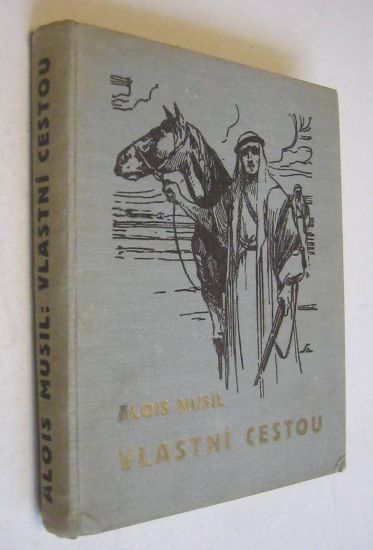 ALOIS MUSIL: VLASTNÍ CESTOU
ALOIS MUSIL
VLASTNÍ CESTOU